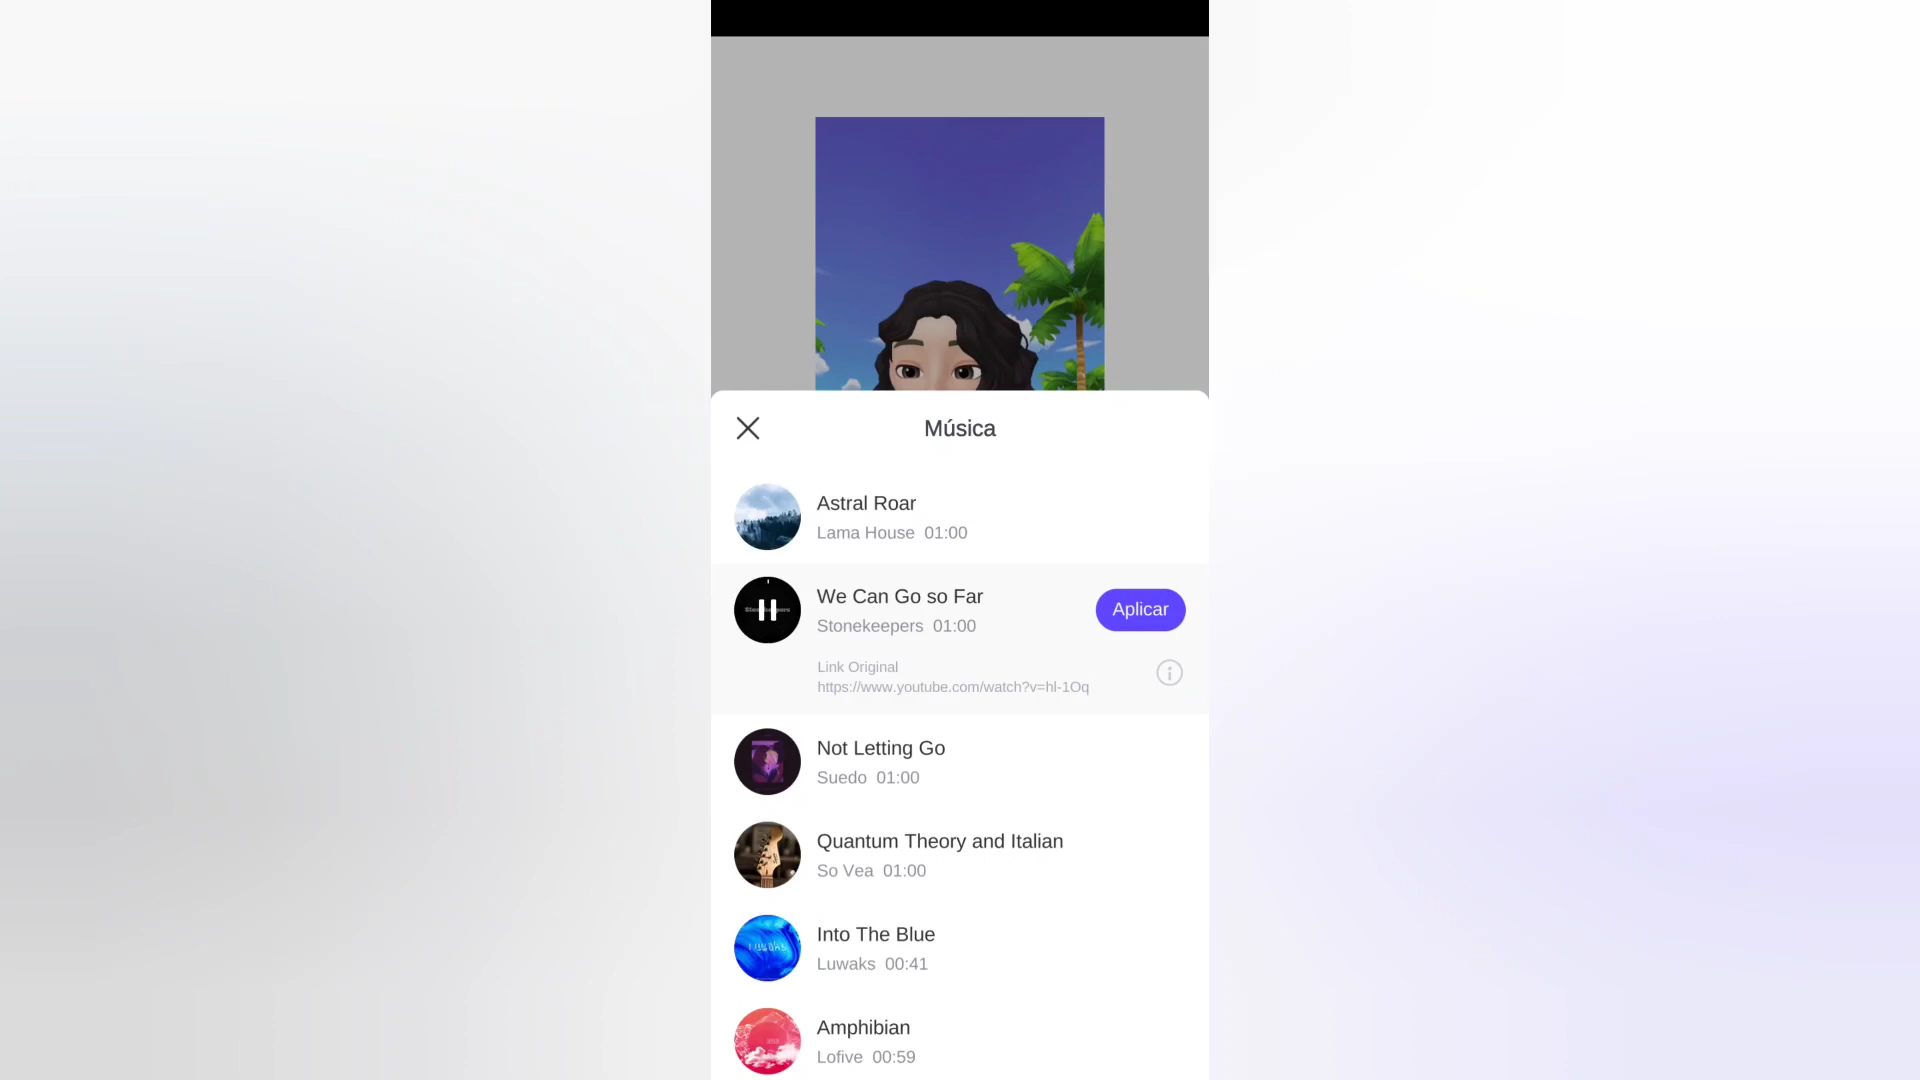 Música
Astral Roar
Lama House 01:00
We Can Go so Far
Stonekeepers 01:00
Aplicar
Link Original
https://www.youtube.com/watch?v=hl-1Oq
Not Letting Go
Suedo 01:00
Quantum Theory and Italian
So Vea 01:00
Into The Blue
Luwaks 00:41
Amphibian
Lofive 00:59